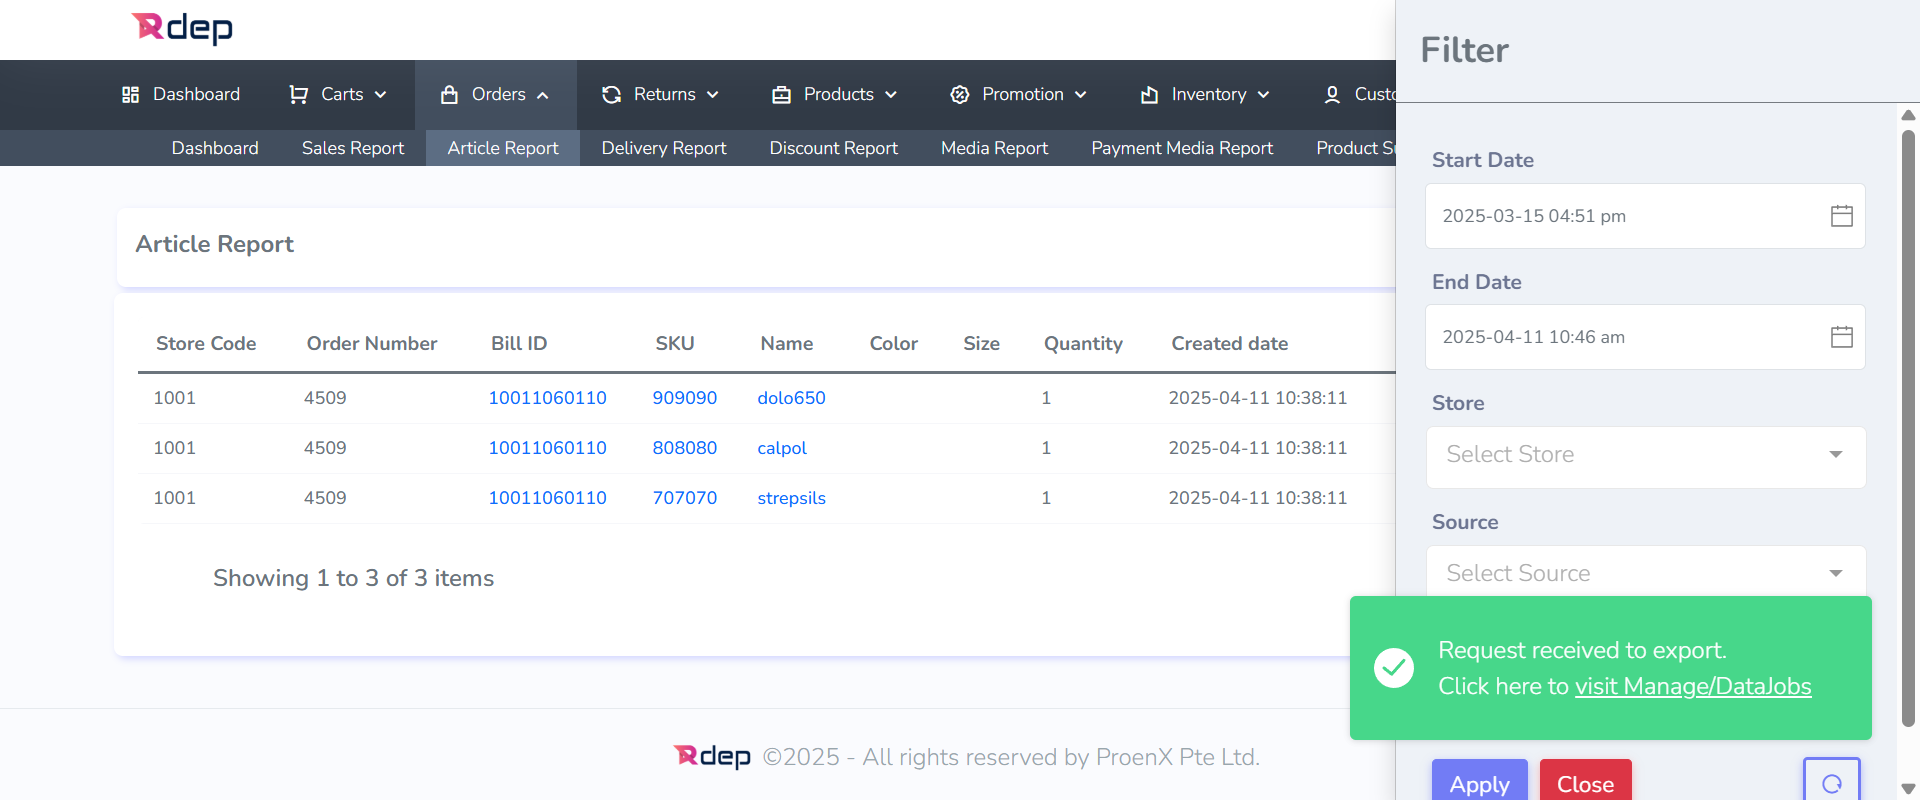 Rdep
Filter
Dashboard
Carts
Orders
Returns
Products
Promotion
Inventory
Custo
Dashboard
Sales Report
Article Report
Delivery Report
Discount Report
Media Report
Payment Media Report
Product Su
Start Date
2025-03-15 04:51 pm
End Date
2025-04-11 10:46 am
Store
Select Store
Source
Select Source
Article Report
Store Code Order Number Bill ID SKU Name Color Size Quantity Created date
1001 4509 10011060110 909090 dolo650 1 2025-04-11 10:38:11
1001 4509 10011060110 808080 calpol 1 2025-04-11 10:38:11
1001 4509 10011060110 707070 strepsils 1 2025-04-11 10:38:11
Showing 1 to 3 of 3 items
Request received to export.
Click here to visit Manage/DataJobs
Apply
Close
Rdep ©2025 - All rights reserved by ProenX Pte Ltd.